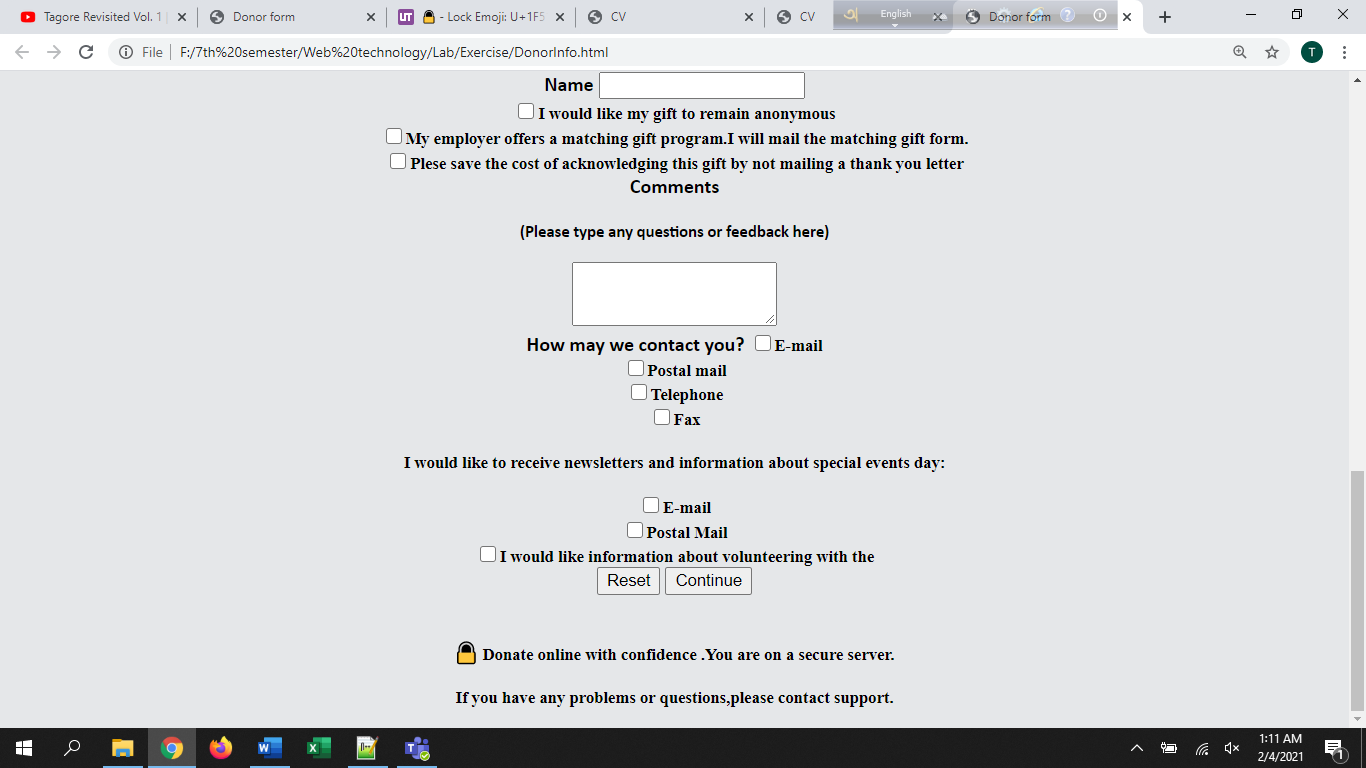 Tagore Revisited Vol. 1
Donor form
UT
- Lock Emoji: U+1F5
CV
CV
অ
English
Donor form
File
F:/7th%20semester/Web%20technology/Lab/Exercise/DonorInfo.html
T
Name
I would like my gift to remain anonymous
My employer offers a matching gift program.I will mail the matching gift form.
Plese save the cost of acknowledging this gift by not mailing a thank you letter
Comments
(Please type any questions or feedback here)
How may we contact you? E-mail
Postal mail
Telephone
Fax
I would like to receive newsletters and information about special events day:
E-mail
Postal Mail
I would like information about volunteering with the
Reset Continue
Donate online with confidence .You are on a secure server.
If you have any problems or questions,please contact support.
1:11 AM
2/4/2021
1